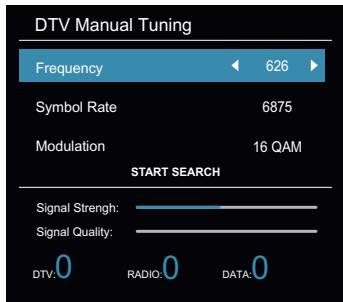 DTV Manual Tuning
Frequency 626
Symbol Rate 6875
Modulation 16 QAM
START SEARCH
Signal Strengh:
Signal Quality:
DTV:0 RADIO:0 DATA:0